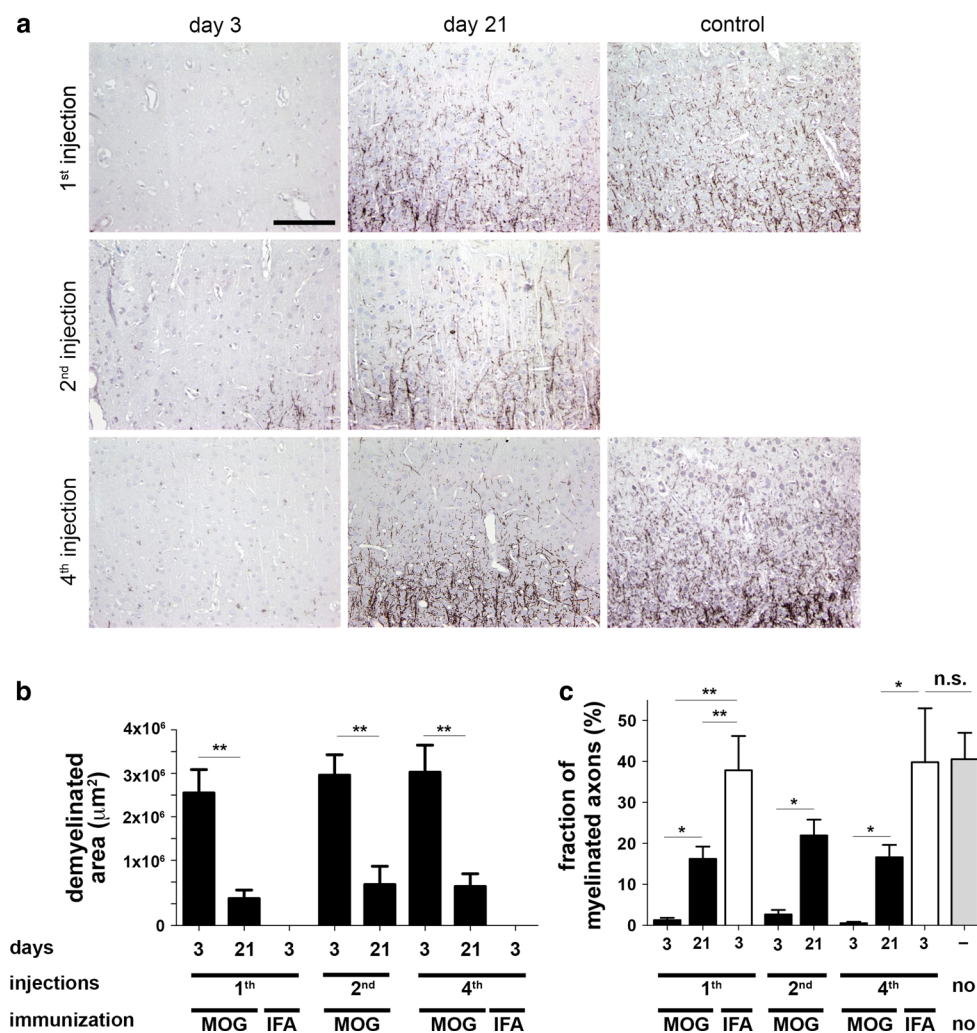 a
day 3
day 21
control
1st injection
2nd injection
4th injection
b
demyelinated
area (μm²)
4x10⁶
3x10⁶
2x10⁶
1x10⁶
0
**
**
**
days
3 21 3 3 21 3 21 3
injections
1th 2nd 4th
immunization
MOG IFA MOG MOG IFA
c
fraction of
myelinated axons (%)
50
40
30
20
10
0
n.s.
**
**
*
*
*
*
3 21 3 3 21 3 21 3 –
1th 2nd 4th no
MOG IFA MOG MOG IFA no